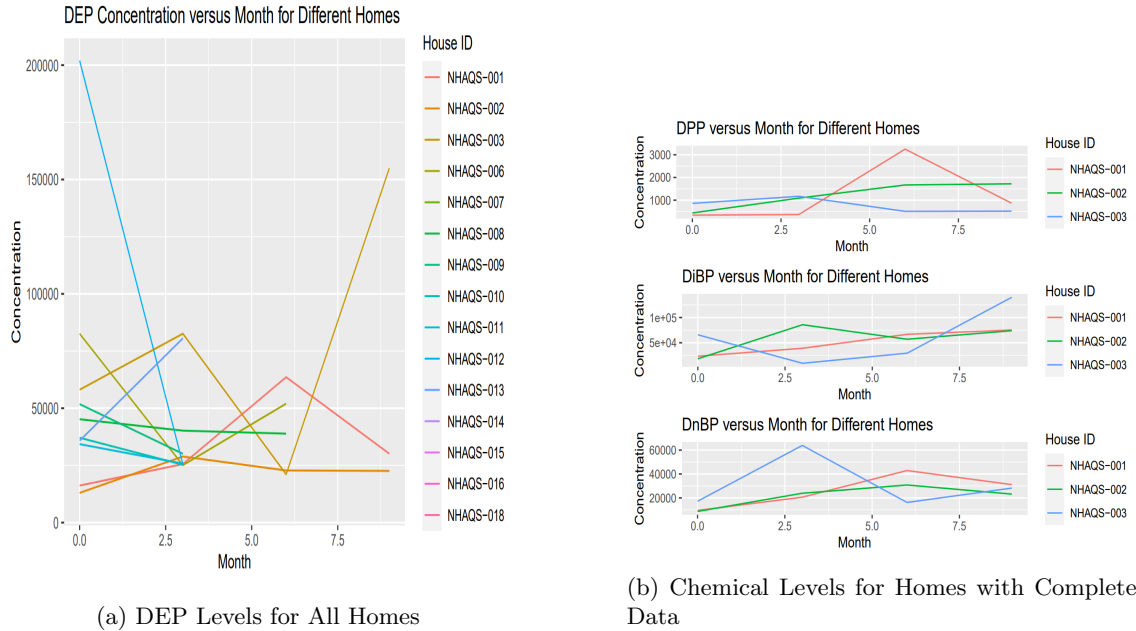 DEP Concentration versus Month for Different Homes
Concentration
200000
150000
100000
50000
0
0.0 2.5 5.0 7.5
Month
House ID
NHAQS-001
NHAQS-002
NHAQS-003
NHAQS-006
NHAQS-007
NHAQS-008
NHAQS-009
NHAQS-010
NHAQS-011
NHAQS-012
NHAQS-013
NHAQS-014
NHAQS-015
NHAQS-016
NHAQS-018
(a) DEP Levels for All Homes
DPP versus Month for Different Homes
Concentration
3000
2000
1000
0.0 2.5 5.0 7.5
Month
House ID
NHAQS-001
NHAQS-002
NHAQS-003
DiBP versus Month for Different Homes
Concentration
1e+05
5e+04
0.0 2.5 5.0 7.5
Month
House ID
NHAQS-001
NHAQS-002
NHAQS-003
DnBP versus Month for Different Homes
Concentration
60000
40000
20000
0.0 2.5 5.0 7.5
Month
House ID
NHAQS-001
NHAQS-002
NHAQS-003
(b) Chemical Levels for Homes with Complete
Data